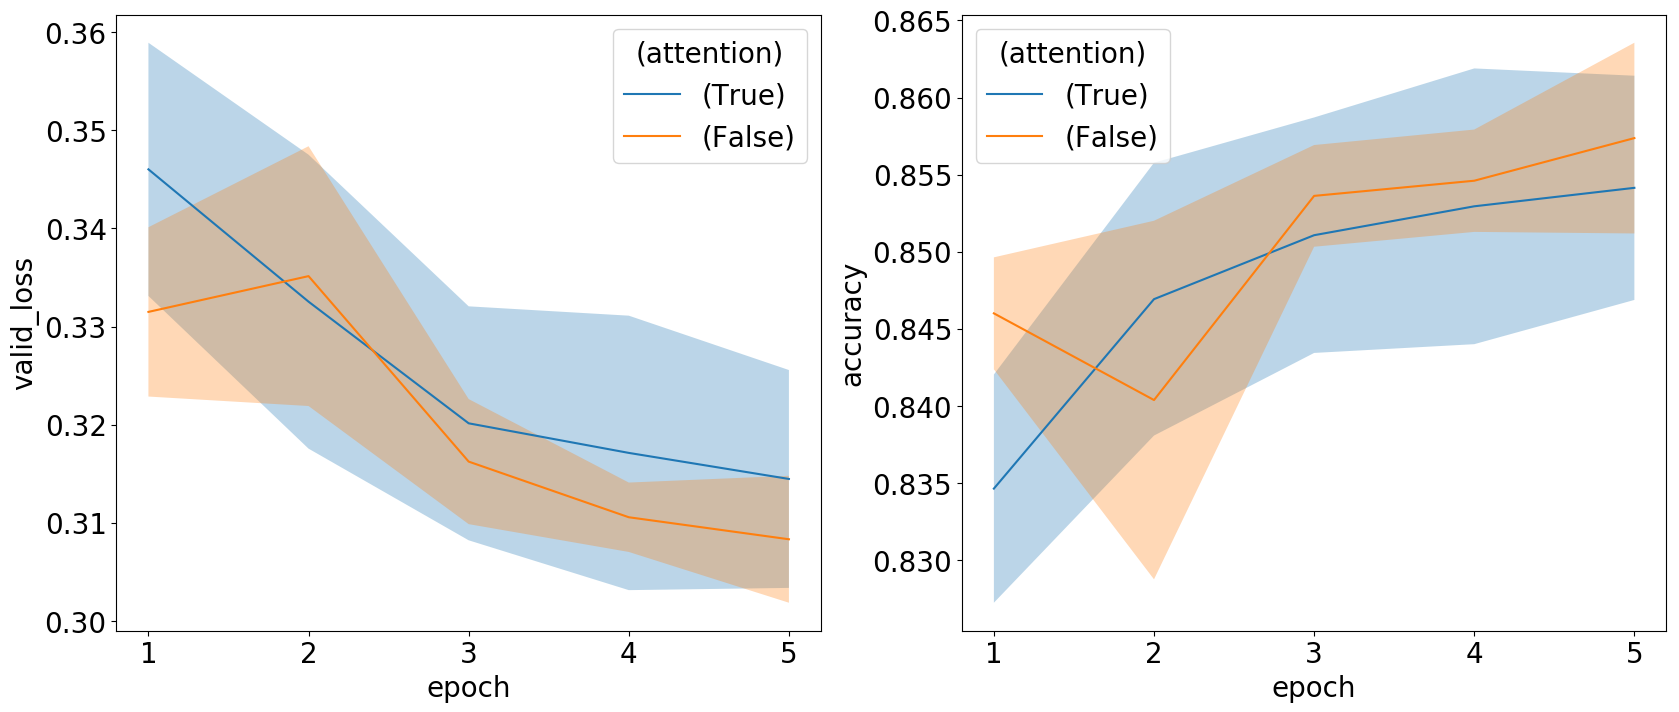 valid_loss
0.36
0.35
0.34
0.33
0.32
0.31
0.30
(attention)
(True)
(False)
1 2 3 4 5
epoch
accuracy
0.865
0.860
0.855
0.850
0.845
0.840
0.835
0.830
(attention)
(True)
(False)
1 2 3 4 5
epoch